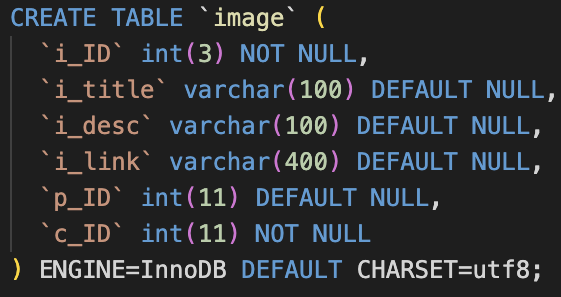 CREATE TABLE `image` (
  `i_ID` int(3) NOT NULL,
  `i_title` varchar(100) DEFAULT NULL,
  `i_desc` varchar(100) DEFAULT NULL,
  `i_link` varchar(400) DEFAULT NULL,
  `p_ID` int(11) DEFAULT NULL,
  `c_ID` int(11) NOT NULL
) ENGINE=InnoDB DEFAULT CHARSET=utf8;